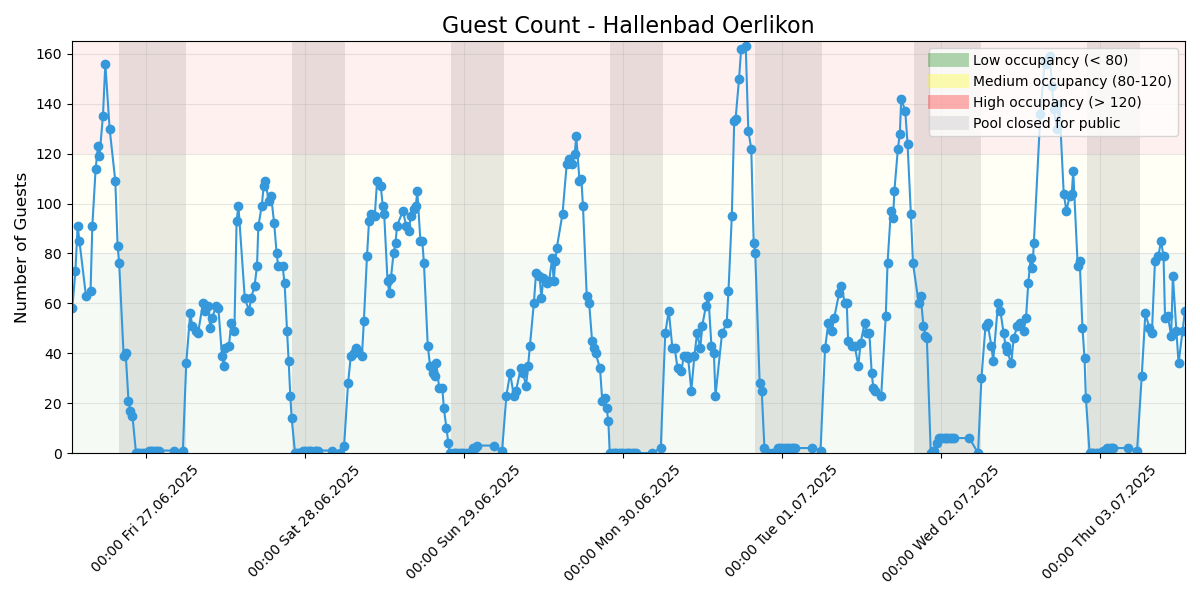 Guest Count - Hallenbad Oerlikon
Number of Guests
160
140
120
100
80
60
40
20
0
Low occupancy (< 80)
Medium occupancy (80-120)
High occupancy (> 120)
Pool closed for public
00:00 Fri 27.06.2025
00:00 Sat 28.06.2025
00:00 Sun 29.06.2025
00:00 Mon 30.06.2025
00:00 Tue 01.07.2025
00:00 Wed 02.07.2025
00:00 Thu 03.07.2025